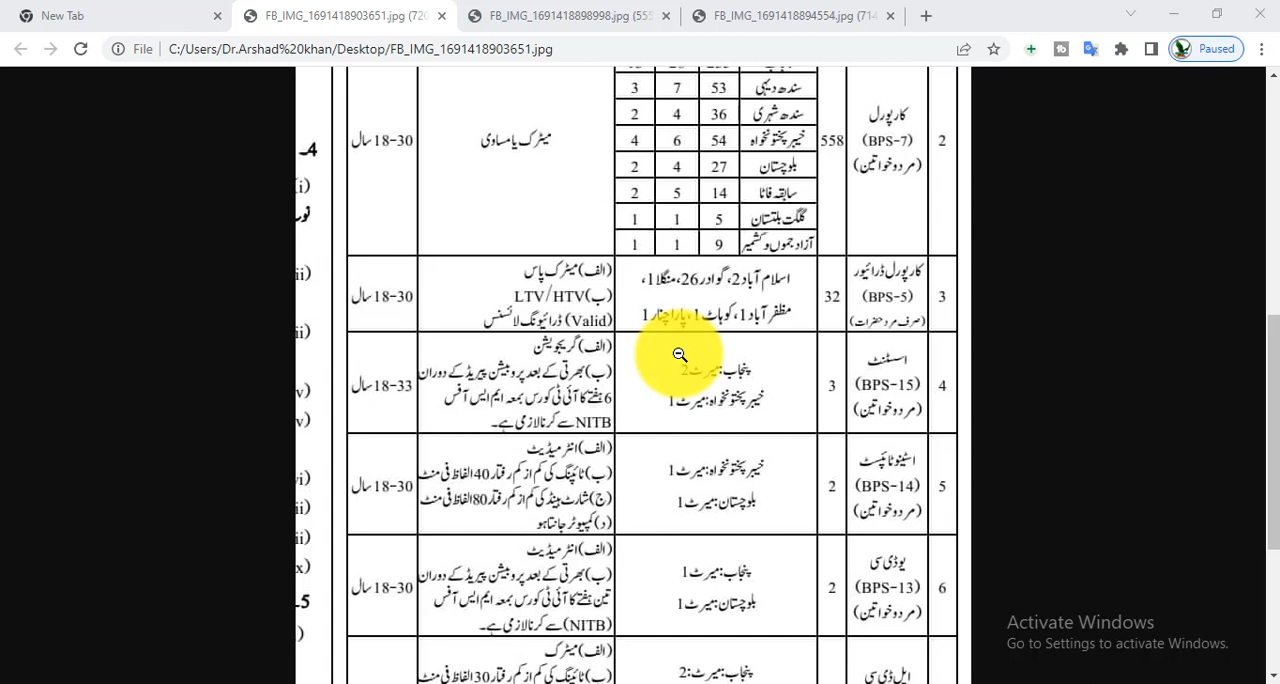 New Tab
FB_IMG_1691418903651.jpg (720
FB_IMG_1691418898998.jpg (555
FB_IMG_1691418894554.jpg (714
File
C:/Users/Dr.Arshad%20khan/Desktop/FB_IMG_1691418903651.jpg
Paused
2
کارپورل
(BPS-7)
(مرد و خواتین)
558
سندھ دیہی 53 7 3
سندھ شہری 36 4 2
خیبر پختونخواہ 54 6 4
بلوچستان 27 4 2
سابقہ فاٹا 14 5 2
گلگت بلتستان 5 1 1
آزاد جموں و کشمیر 9 1 1
میٹرک یا مساوی
18-30 سال
3
کارپورل ڈرائیور
(BPS-5)
(صرف مرد حضرات)
32
اسلام آباد 2، گوادر 26، منگلا 1،
مظفر آباد 1، کوہاٹ 1، پارا چنار 1
(الف) میٹرک پاس
(ب) LTV/HTV
(Valid) ڈرائیونگ لائسنس
18-30 سال
4
اسسٹنٹ
(BPS-15)
(مرد و خواتین)
3
پنجاب: میرٹ 2
خیبر پختونخواہ: میرٹ 1
(الف) گریجویشن
(ب) بھرتی کے بعد پروبیشن پیریڈ کے دوران
6 ہفتے کا آئی ٹی کورس بمعہ ایم ایس آفس
NITB سے کرنا لازمی ہے۔
18-33 سال
5
اسٹینو ٹائپسٹ
(BPS-14)
(مرد و خواتین)
2
خیبر پختونخواہ: میرٹ 1
بلوچستان: میرٹ 1
(الف) انٹرمیڈیٹ
(ب) ٹائپنگ کی کم از کم رفتار 40 الفاظ فی منٹ
(ج) شارٹ ہینڈ کی کم از کم رفتار 80 الفاظ فی منٹ
(د) کمپیوٹر جانتا ہو
18-30 سال
6
یو ڈی سی
(BPS-13)
(مرد و خواتین)
2
پنجاب: میرٹ 1
بلوچستان: میرٹ 1
(الف) انٹرمیڈیٹ
(ب) بھرتی کے بعد پروبیشن پیریڈ کے دوران
تین ہفتے کا آئی ٹی کورس بمعہ ایم ایس آفس
(NITB) سے کرنا لازمی ہے۔
18-30 سال
ایل ڈی سی
پنجاب: میرٹ: 2
(الف) میٹرک
(ب) ٹائپنگ کی کم از کم رفتار 30 الفاظ فی منٹ
4۔
5۔
Activate Windows
Go to Settings to activate Windows.